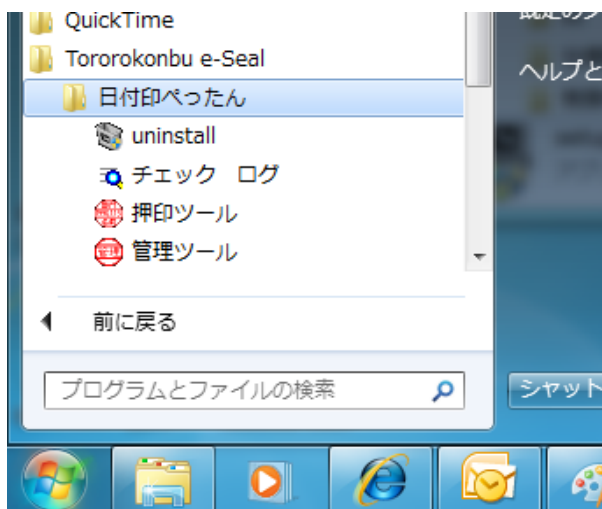 QuickTime
Tororokonbu e-Seal
日付印ぺったん
uninstall
チェック ログ
押印ツール
管理ツール
前に戻る
プログラムとファイルの検索
ヘルプと
シャット